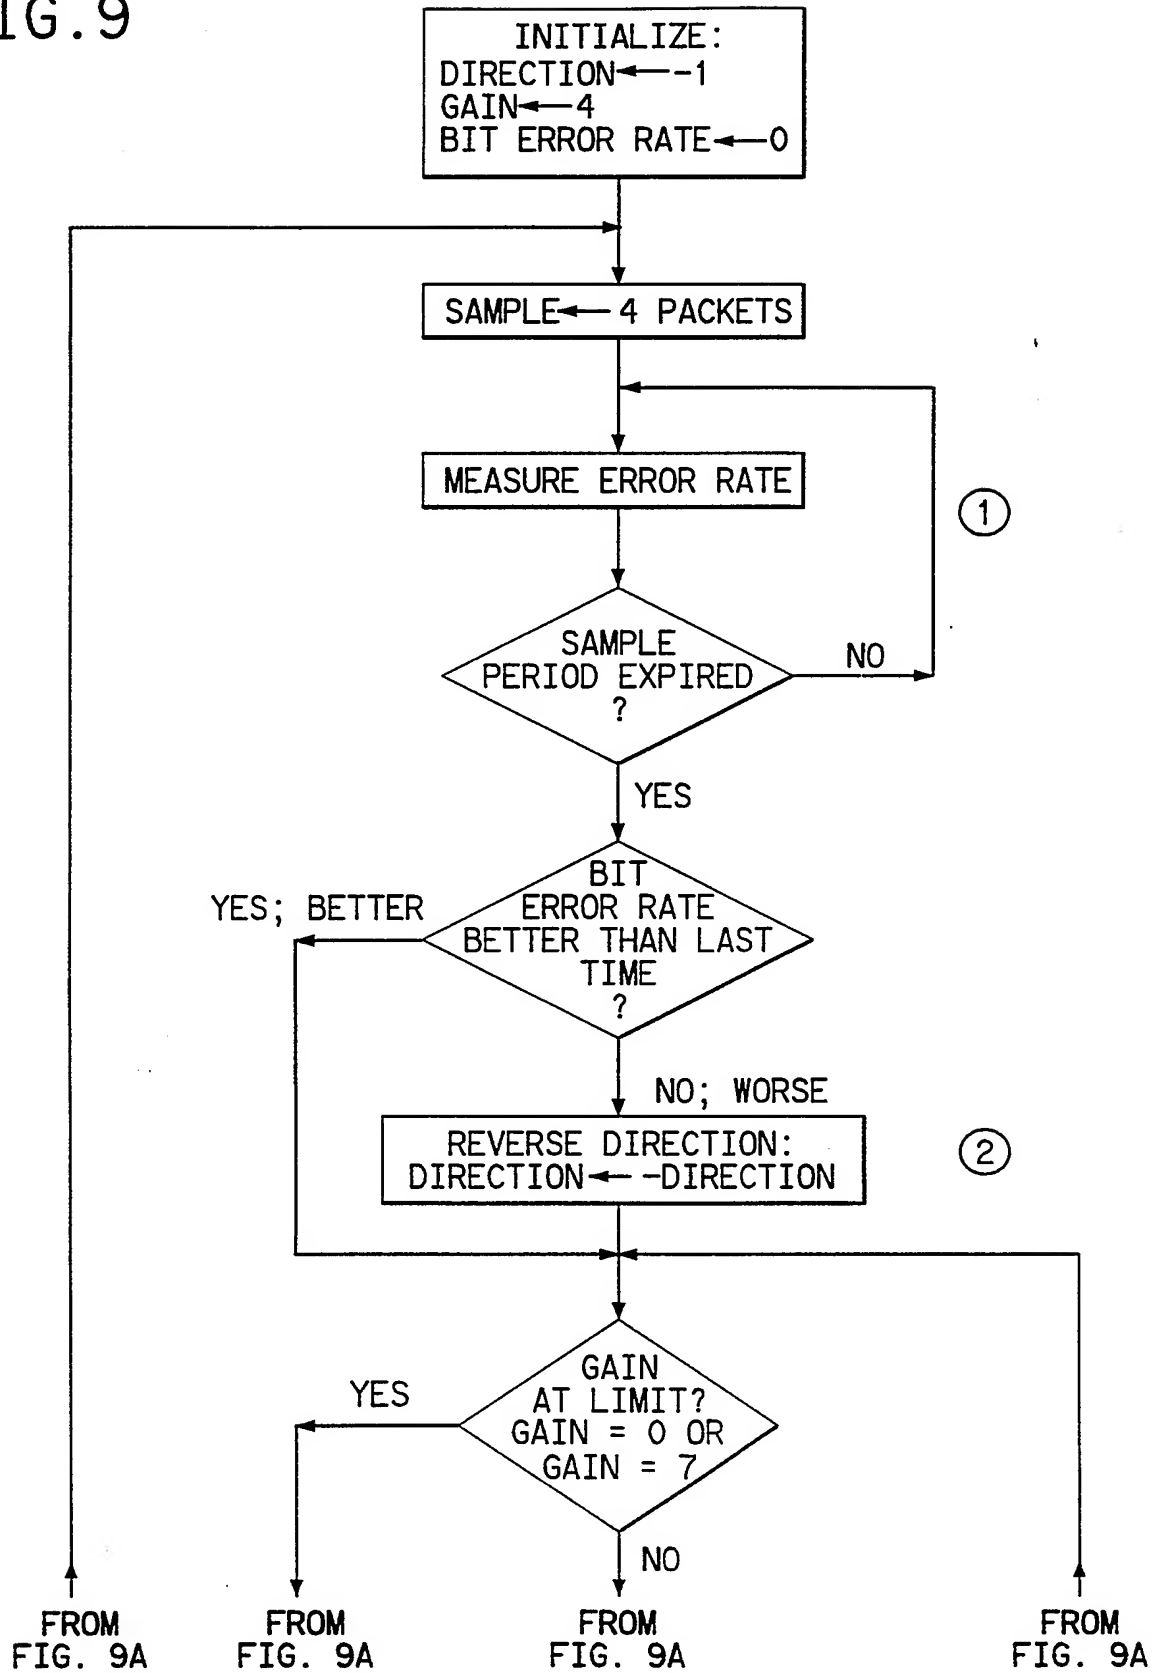 IG.9
INITIALIZE:
DIRECTION←-1
GAIN←4
BIT ERROR RATE←0
SAMPLE← 4 PACKETS
MEASURE ERROR RATE
1
SAMPLE
PERIOD EXPIRED
?
NO
YES
BIT
ERROR RATE
BETTER THAN LAST
TIME
?
YES; BETTER
NO; WORSE
REVERSE DIRECTION:
DIRECTION← -DIRECTION
2
GAIN
AT LIMIT?
GAIN = 0 OR
GAIN = 7
YES
NO
FROM
FIG. 9A
FROM
FIG. 9A
FROM
FIG. 9A
FROM
FIG. 9A